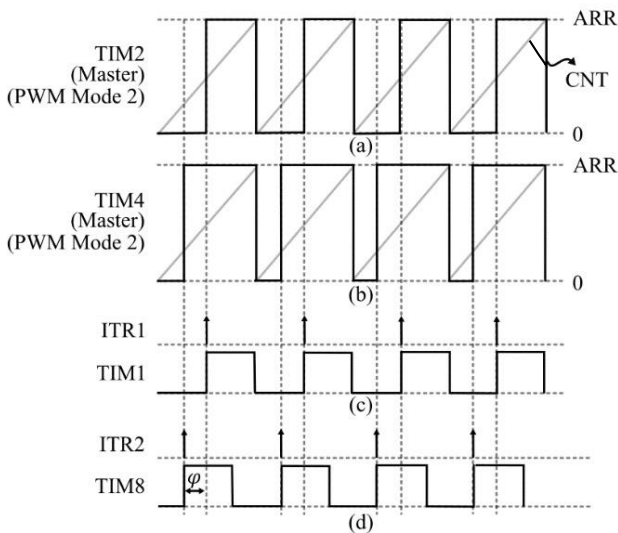 ARR
TIM2
(Master)
(PWM Mode 2)
CNT
0
(a)
ARR
TIM4
(Master)
(PWM Mode 2)
0
(b)
ITR1
TIM1
(c)
ITR2
φ
TIM8
(d)